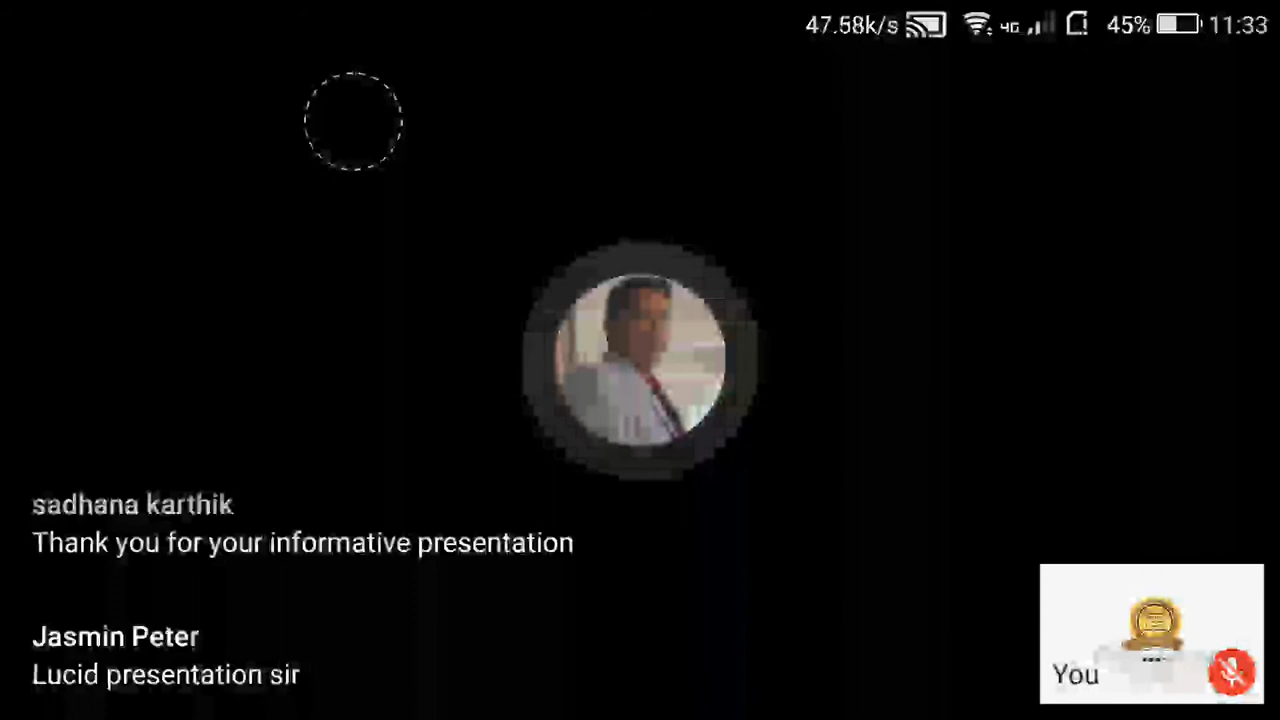 47.58k/s 4G 45% 11:33
sadhana karthik
Thank you for your informative presentation
Jasmin Peter
Lucid presentation sir
You